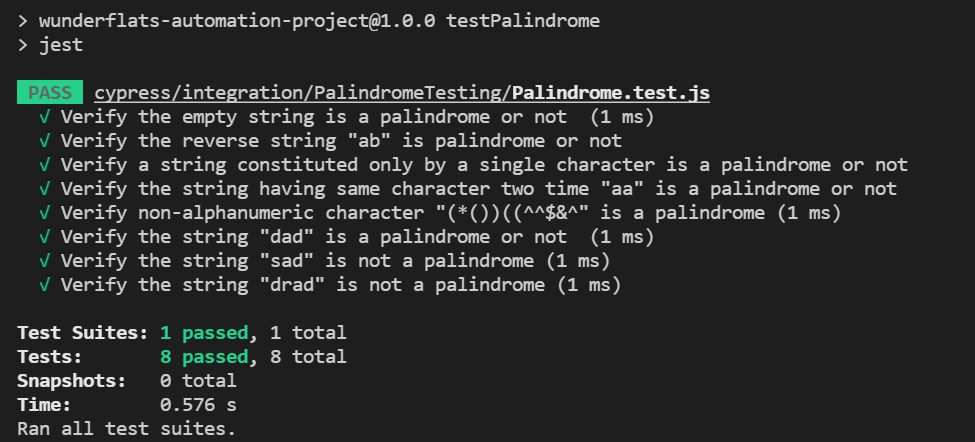 > wunderflats-automation-project@1.0.0 testPalindrome
> jest
PASS cypress/integration/PalindromeTesting/Palindrome.test.js
√ Verify the empty string is a palindrome or not  (1 ms)
√ Verify the reverse string "ab" is palindrome or not
√ Verify a string constituted only by a single character is a palindrome or not
√ Verify the string having same character two time "aa" is a palindrome or not
√ Verify non-alphanumeric character "(*())((^^$&^" is a palindrome (1 ms)
√ Verify the string "dad" is a palindrome or not  (1 ms)
√ Verify the string "sad" is not a palindrome (1 ms)
√ Verify the string "drad" is not a palindrome (1 ms)
Test Suites: 1 passed, 1 total
Tests:       8 passed, 8 total
Snapshots:   0 total
Time:        0.576 s
Ran all test suites.